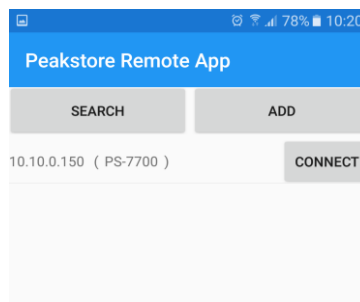 78% 10:20
Peakstore Remote App
SEARCH ADD
10.10.0.150 ( PS-7700 ) CONNECT